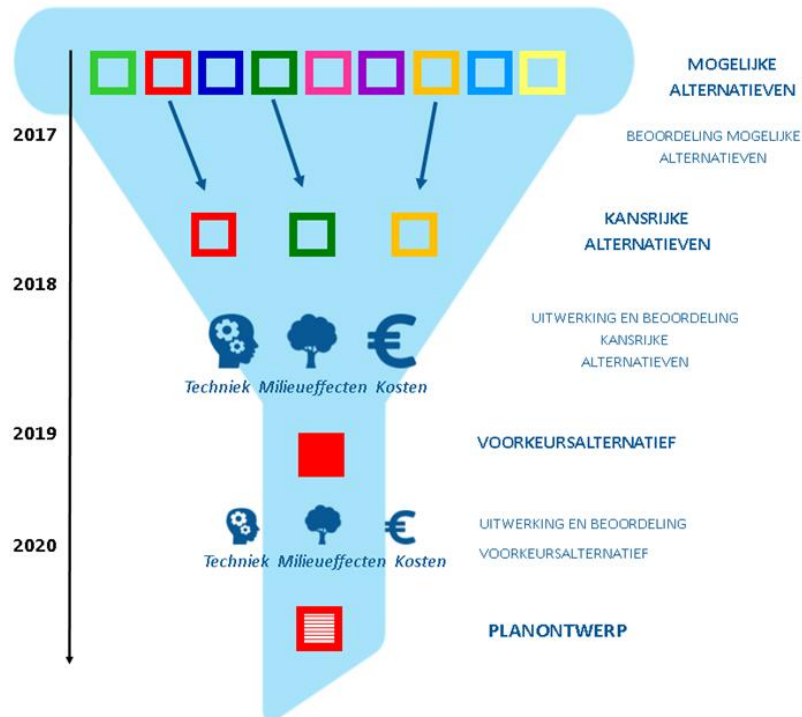 MOGELIJKE
ALTERNATIEVEN
2017
BEOORDELING MOGELIJKE
ALTERNATIEVEN
KANSRIJKE
ALTERNATIEVEN
2018
UITWERKING EN BEOORDELING
KANSRIJKE
ALTERNATIEVEN
€
Techniek Milieueffecten Kosten
2019
VOORKEURSALTERNATIEF
€
UITWERKING EN BEOORDELING
2020
VOORKEURSALTERNATIEF
Techniek Milieueffecten Kosten
PLANONTWERP